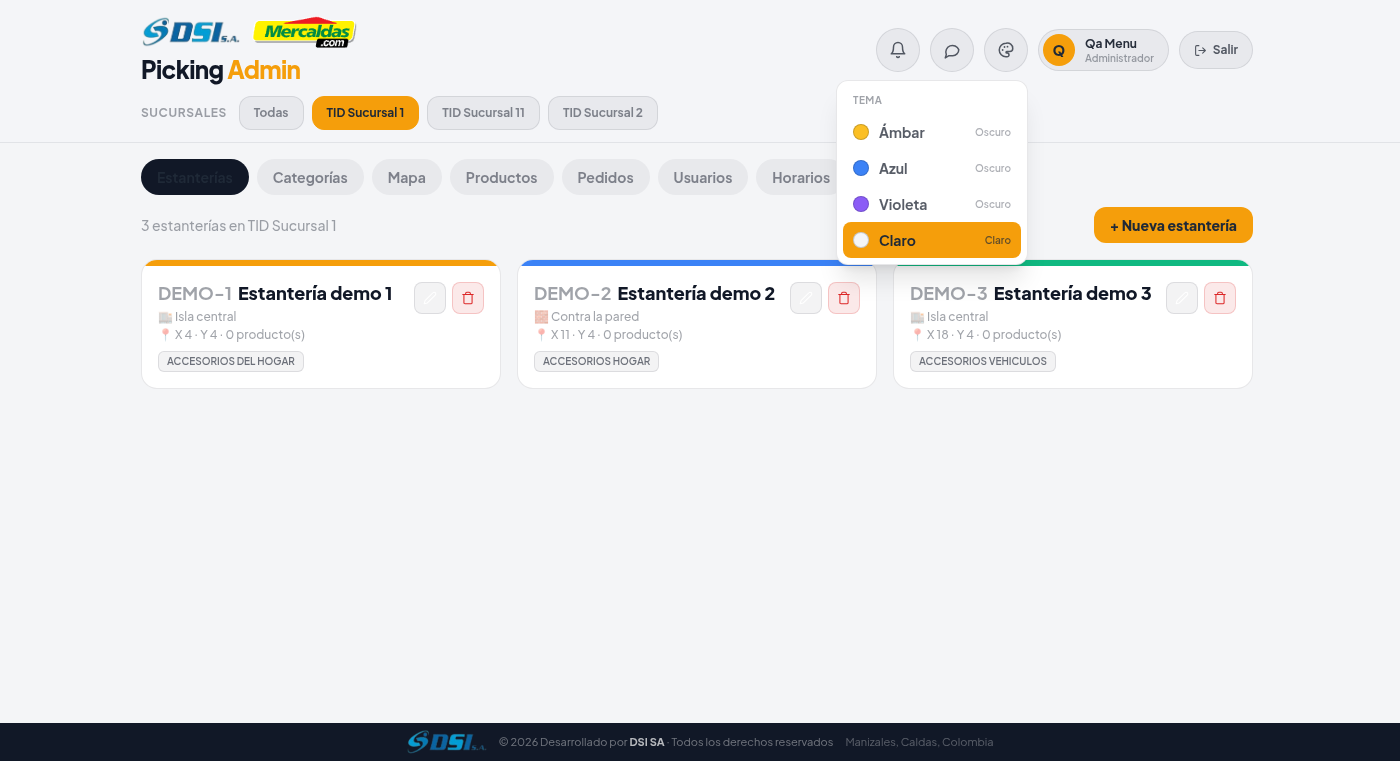 DSI S.A. Mercaldas .com
Picking Admin
Q Qa Menu
Administrador
Salir
SUCURSALES Todas TID Sucursal 1 TID Sucursal 11 TID Sucursal 2
TEMA
Ámbar Oscuro
Azul Oscuro
Violeta Oscuro
Claro Claro
Estanterías Categorías Mapa Productos Pedidos Usuarios Horarios
3 estanterías en TID Sucursal 1
+ Nueva estantería
DEMO-1 Estantería demo 1
Isla central
X 4 · Y 4 · 0 producto(s)
ACCESORIOS DEL HOGAR
DEMO-2 Estantería demo 2
Contra la pared
X 11 · Y 4 · 0 producto(s)
ACCESORIOS HOGAR
DEMO-3 Estantería demo 3
Isla central
X 18 · Y 4 · 0 producto(s)
ACCESORIOS VEHICULOS
DSI S.A. © 2026 Desarrollado por DSI SA · Todos los derechos reservados Manizales, Caldas, Colombia